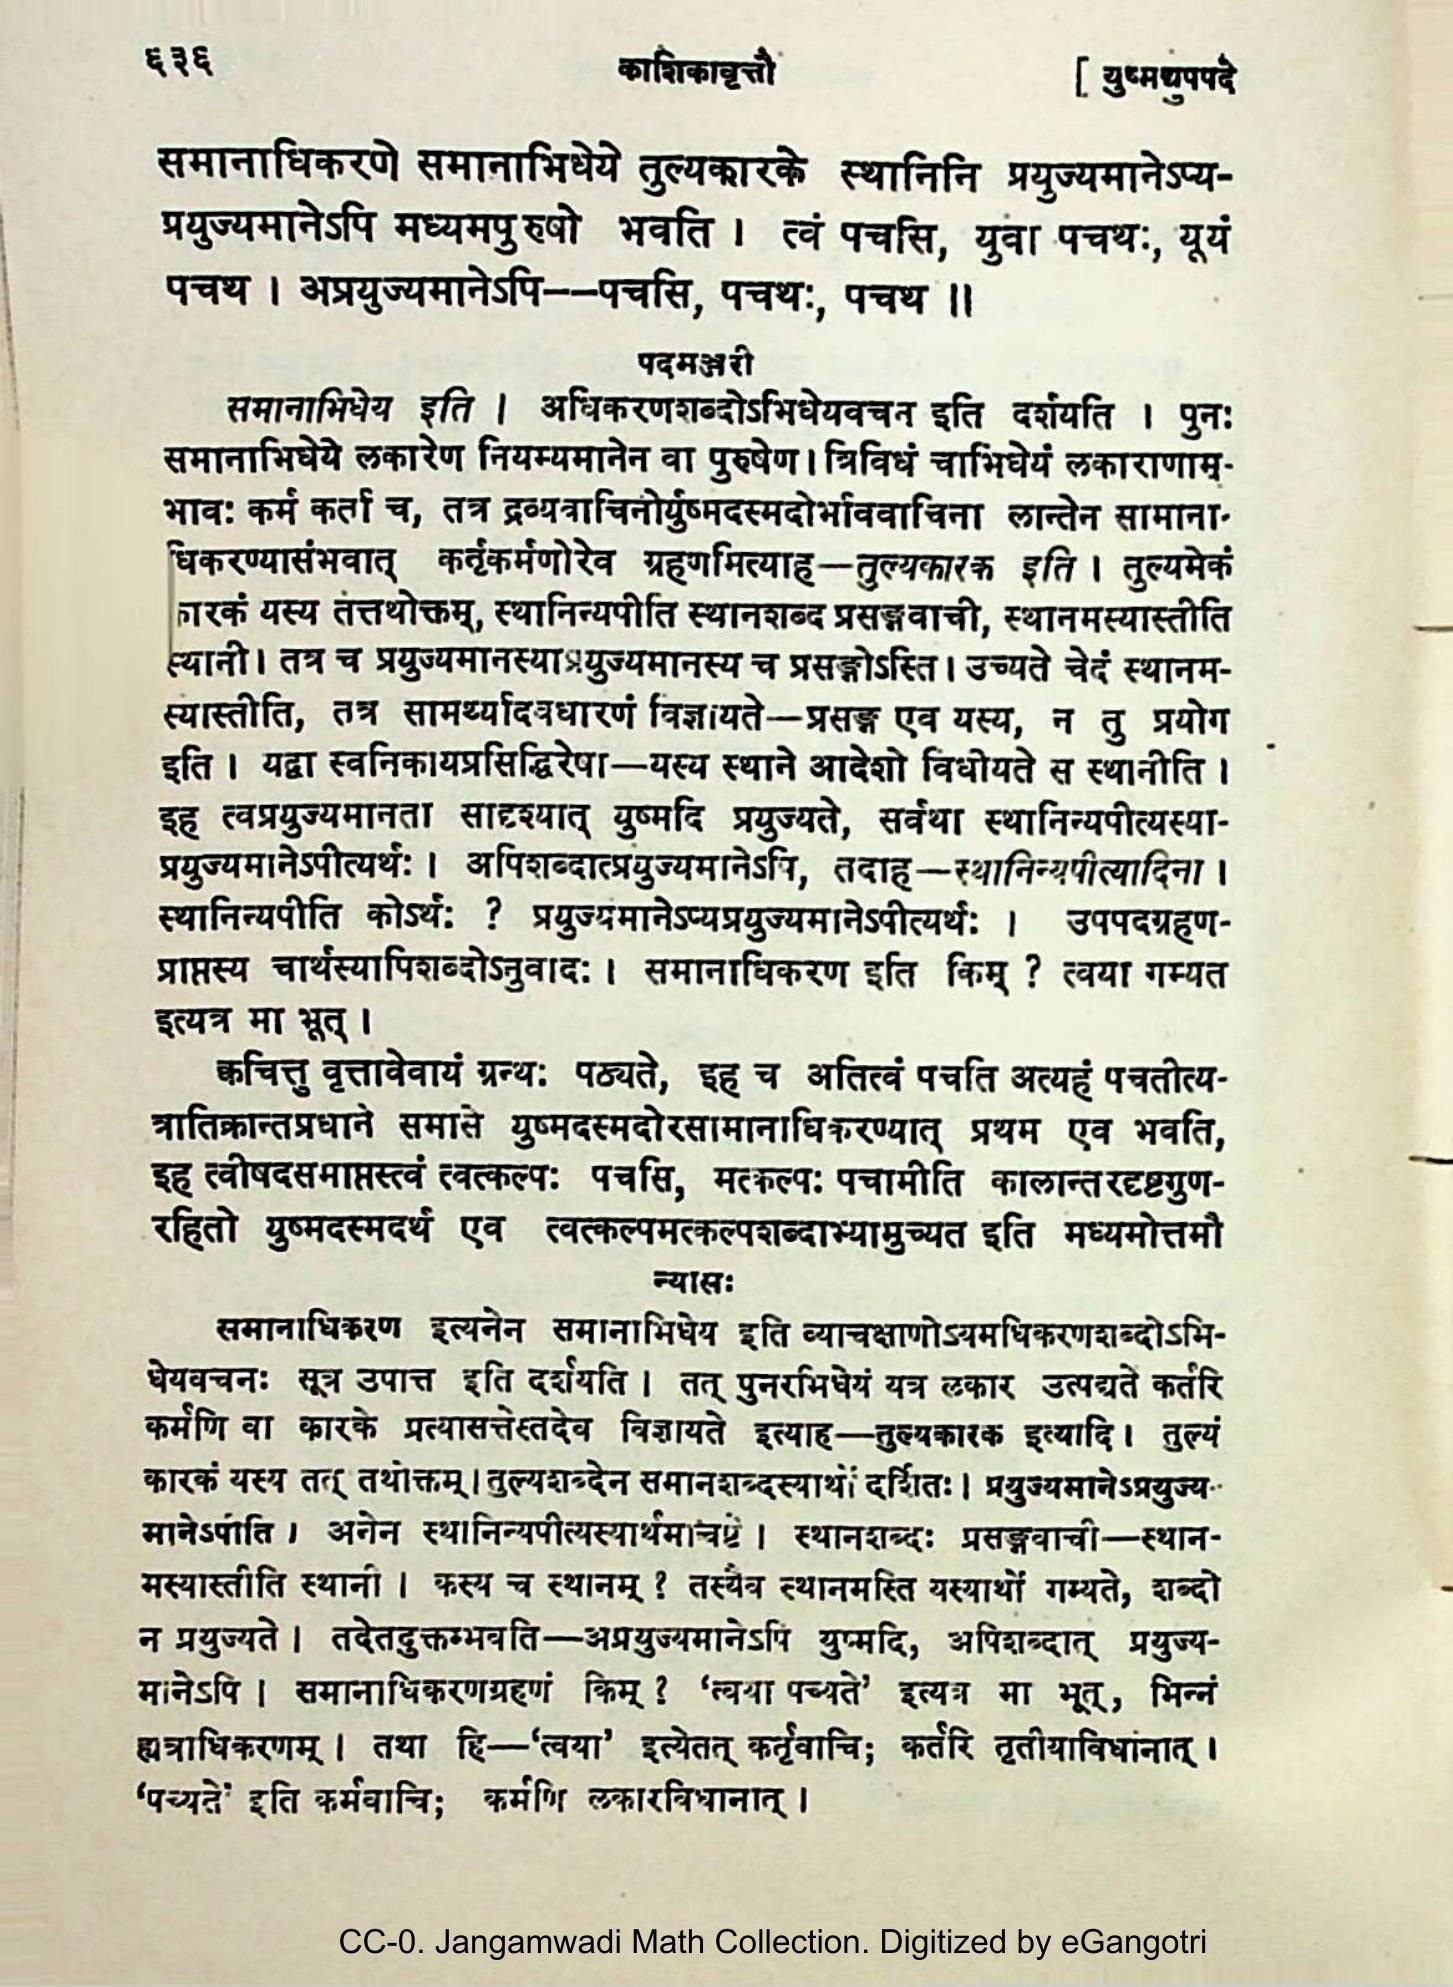 ६३६ काशिकावृत्तौ [ युष्मद्युपपदे
समानाधिकरणे समानाभिधेये तुल्यकारके स्थानिनि प्रयुज्यमानेऽप्य-
प्रयुज्यमानेऽपि मध्यमपुरुषो भवति । त्वं पचसि, युवां पचथः, यूयं
पचथ । अप्रयुज्यमानेऽपि--पचसि, पचथः, पचथ ॥
पदमञ्जरी
समानाभिधेय इति । अधिकरणशब्दोऽभिधेयवचन इति दर्शयति । पुनः
समानाभिधेये लकारेण नियम्यमानेन वा पुरुषेण। त्रिविधं चाभिधेयं लकाराणाम्-
भावः कर्म कर्ता च, तत्र द्रव्यवाचिनोर्युष्मदस्मदोर्भाववाचिना लान्तेन सामाना-
धिकरण्यासंभवात् कर्तृकर्मणोरेव ग्रहणमित्याह—तुल्यकारक इति । तुल्यमेकं
कारकं यस्य तत्तथोक्तम्, स्थानिन्यपीति स्थानशब्द प्रसङ्गवाची, स्थानमस्यास्तीति
स्थानी। तत्र च प्रयुज्यमानस्याप्रयुज्यमानस्य च प्रसङ्गोऽस्ति। उच्यते चेदं स्थानम-
स्यास्तीति, तत्र सामर्थ्यादवधारणं विज्ञायते—प्रसङ्ग एव यस्य, न तु प्रयोग
इति । यद्वा स्वनिकायप्रसिद्धिरेषा—यस्य स्थाने आदेशो विधीयते स स्थानीति ।
इह त्वप्रयुज्यमानता सादृश्यात् युष्मदि प्रयुज्यते, सर्वथा स्थानिन्यपीत्यस्या-
प्रयुज्यमानेऽपीत्यर्थः । अपिशब्दात्प्रयुज्यमानेऽपि, तदाह—स्थानिन्यपीत्यादिना ।
स्थानिन्यपीति कोऽर्थः ? प्रयुज्यमानेऽप्यप्रयुज्यमानेऽपीत्यर्थः । उपपदग्रहण-
प्राप्तस्य चार्थस्यापिशब्दोऽनुवादः । समानाधिकरण इति किम् ? त्वया गम्यत
इत्यत्र मा भूत् ।
क्वचित्तु वृत्तावेवायं ग्रन्थः पठ्यते, इह च अतित्वं पचति अत्यहं पचतीत्य-
त्रातिक्रान्तप्रधाने समासे युष्मदस्मदोरसामानाधिकरण्यात् प्रथम एव भवति,
इह त्वीषदसमाप्तस्त्वं त्वत्कल्पः पचसि, मत्कल्पः पचामीति कालान्तरदृष्टगुण-
रहितो युष्मदस्मदर्थ एव त्वत्कल्पमत्कल्पशब्दाभ्यामुच्यत इति मध्यमोत्तमौ
न्यासः
समानाधिकरण इत्यनेन समानाभिधेय इति व्याचक्षाणोऽयमधिकरणशब्दोऽभि-
धेयवचनः सूत्र उपात्त इति दर्शयति । तत् पुनरभिधेयं यत्र लकार उत्पद्यते कर्तरि
कर्मणि वा कारके प्रत्यासत्तेस्तदेव विज्ञायते इत्याह—तुल्यकारक इत्यादि । तुल्यं
कारकं यस्य तत् तथोक्तम् । तुल्यशब्देन समानशब्दस्यार्थो दर्शितः । प्रयुज्यमानेऽप्रयुज्य-
मानेऽपीति । अनेन स्थानिन्यपीत्यस्यार्थमाचष्टे । स्थानशब्दः प्रसङ्गवाची—स्थान-
मस्यास्तीति स्थानी । कस्य च स्थानम् ? तस्यैव स्थानमस्ति यस्यार्थो गम्यते, शब्दो
न प्रयुज्यते । तदेतदुक्तम्भवति—अप्रयुज्यमानेऽपि युष्मदि, अपिशब्दात् प्रयुज्य-
मानेऽपि । समानाधिकरणग्रहणं किम् ? ‘त्वया पच्यते’ इत्यत्र मा भूत्, भिन्नं
ह्यत्राधिकरणम् । तथा हि—‘त्वया’ इत्येतत् कर्तृवाचि; कर्तरि तृतीयाविधानात् ।
‘पच्यते’ इति कर्मवाचि; कर्मणि लकारविधानात् ।
CC-0. Jangamwadi Math Collection. Digitized by eGangotri